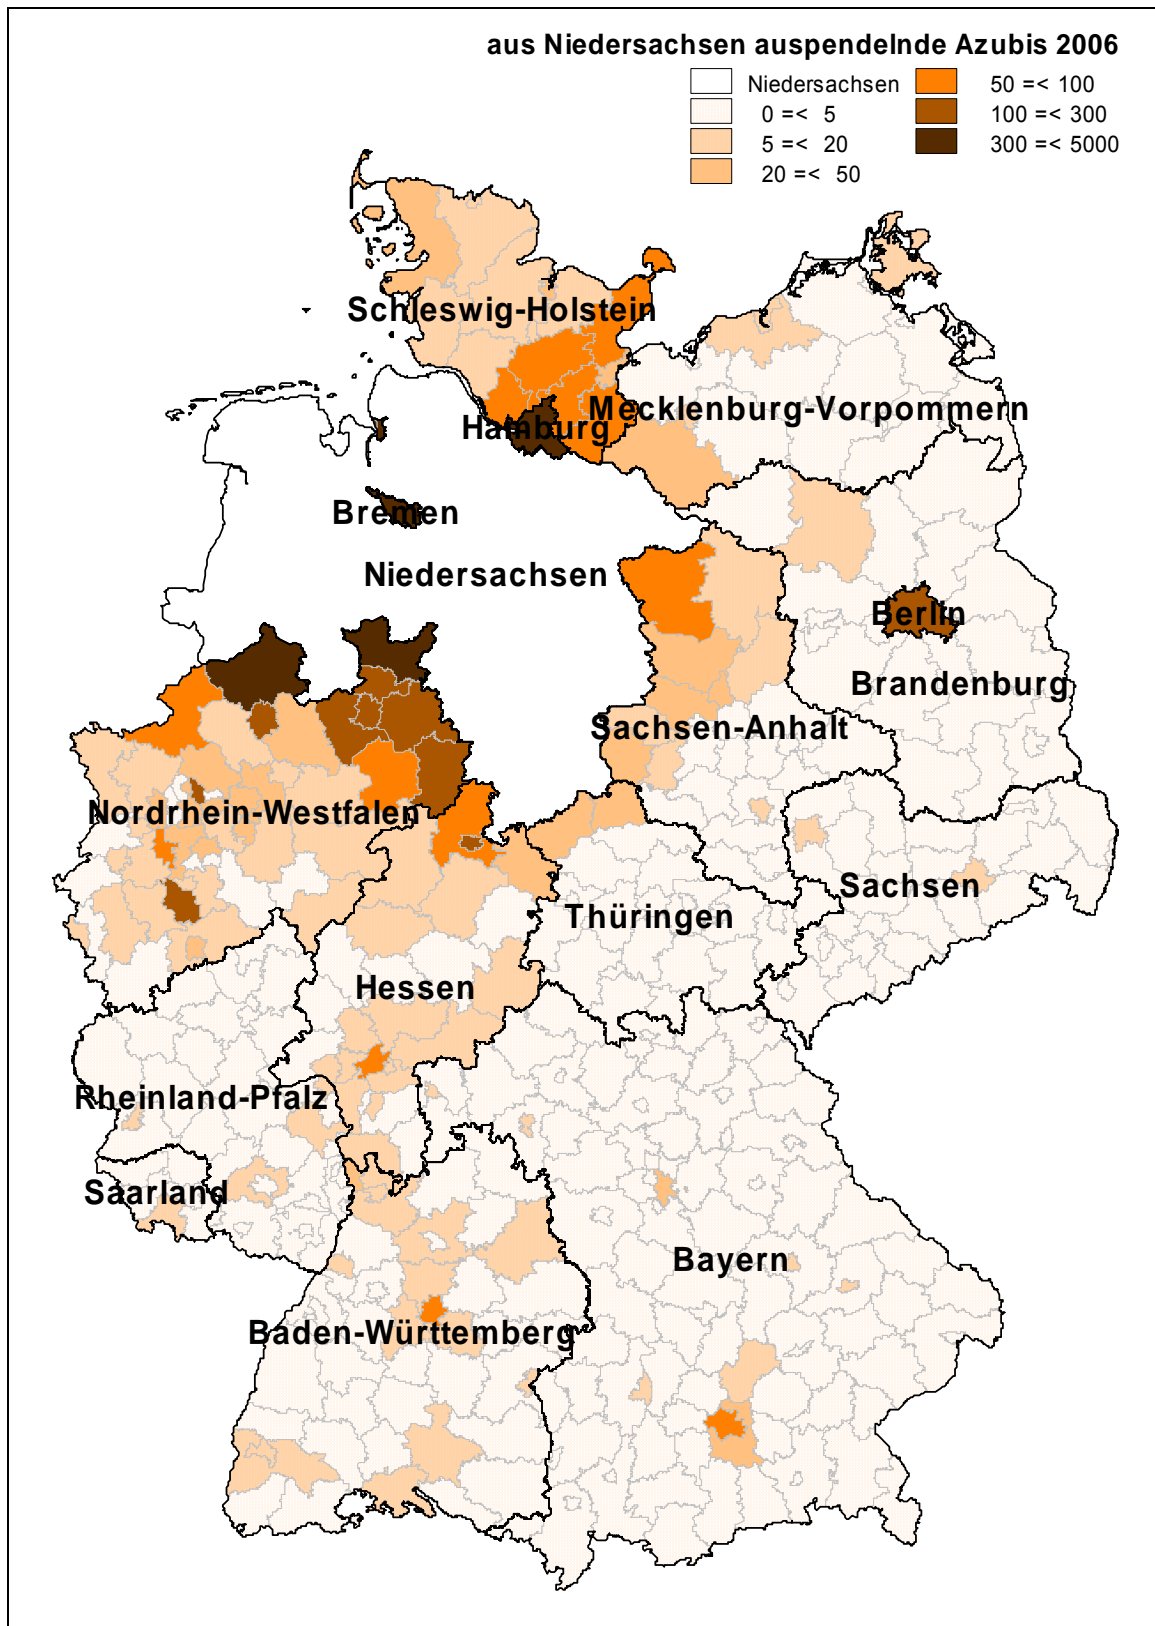 aus Niedersachsen auspendelnde Azubis 2006
Niedersachsen
0 =< 5
5 =< 20
20 =< 50
50 =< 100
100 =< 300
300 =< 5000
Schleswig-Holstein
Mecklenburg-Vorpommern
Hamburg
Bremen
Niedersachsen
Berlin
Brandenburg
Sachsen-Anhalt
Nordrhein-Westfalen
Sachsen
Thüringen
Hessen
Rheinland-Pfalz
Saarland
Bayern
Baden-Württemberg